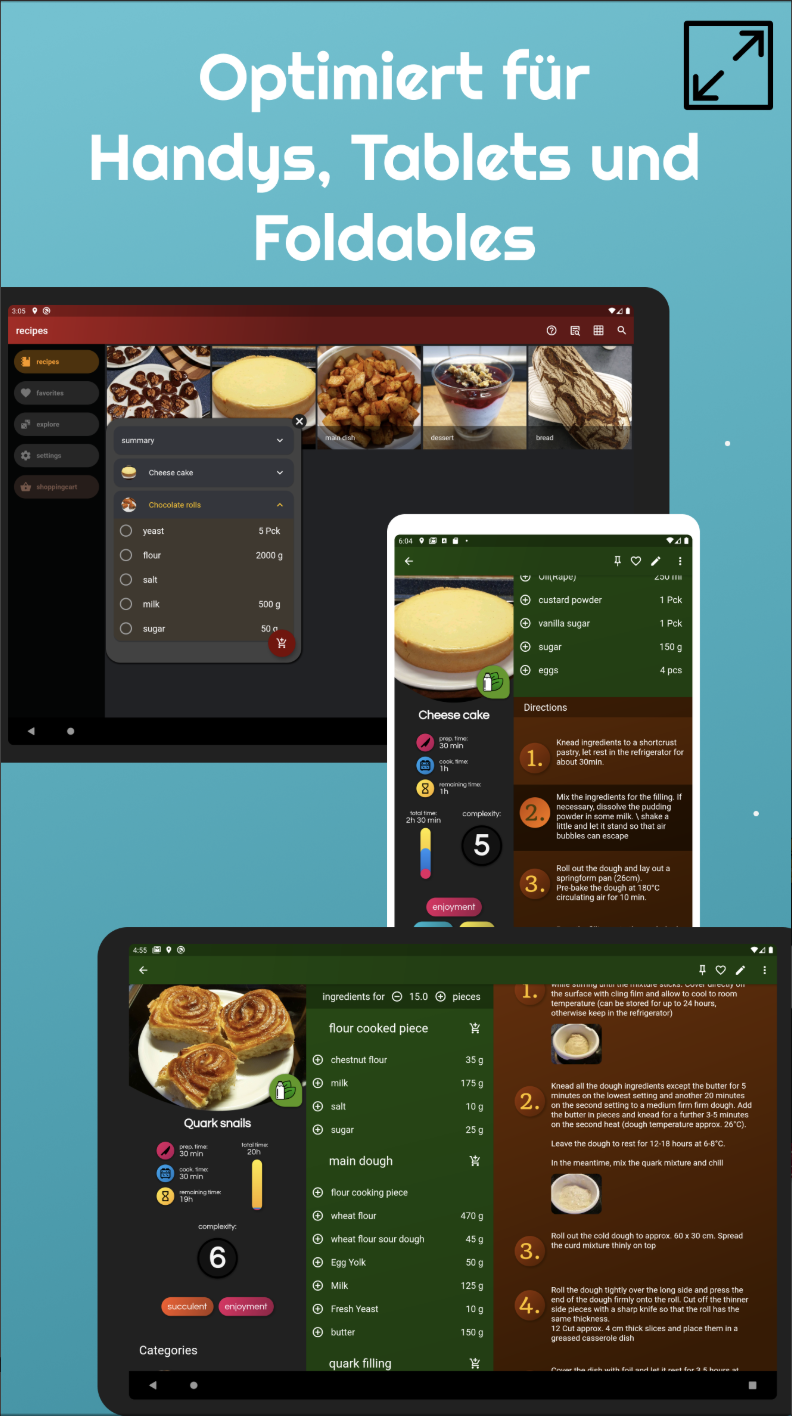 Optimiert für
Handys, Tablets und
Foldables
3:05
recipes
recipes
favorites
explore
settings
shoppingcart
main dish
dessert
bread
summary
Cheese cake
Chocolate rolls
yeast 5 Pck
flour 2000 g
salt
milk 500 g
sugar 50 g
6:04
Oil(Rape) 250 ml
custard powder 1 Pck
vanilla sugar 1 Pck
sugar 150 g
eggs 4 pcs
Cheese cake
prep. time:
30 min
cook. time:
1h
remaining time:
1h
total time:
2h 30 min
complexity:
5
enjoyment
Directions
1.
Knead ingredients to a shortcrust
pastry, let rest in the refrigerator for
about 30min.
2.
Mix the ingredients for the filling. If
necessary, dissolve the pudding
powder in some milk. \ shake a
little and let it stand so that air
bubbles can escape
3.
Roll out the dough and lay out a
springform pan (26cm).
Pre-bake the dough at 180°C
circulating air for 10 min.
4:55
Quark snails
prep. time:
30 min
cook. time:
30 min
remaining time:
19h
total time:
20h
complexity:
6
succulent enjoyment
Categories
ingredients for 15.0 pieces
flour cooked piece
chestnut flour 35 g
milk 175 g
salt 10 g
sugar 25 g
main dough
flour cooking piece
wheat flour 470 g
wheat flour sour dough 45 g
Egg Yolk 50 g
Milk 125 g
Fresh Yeast 10 g
butter 150 g
quark filling
1.
while stirring until the mixture sticks. Cover directly on
the surface with cling film and allow to cool to room
temperature (can be stored for up to 24 hours,
otherwise keep in the refrigerator)
2.
Knead all the dough ingredients except the butter for 5
minutes on the lowest setting and another 20 minutes
on the second setting to a medium firm firm dough. Add
the butter in pieces and knead for a further 3-5 minutes
on the second heat (dough temperature approx. 26°C).
Leave the dough to rest for 12-18 hours at 6-8°C.
In the meantime, mix the quark mixture and chill
3.
Roll out the cold dough to approx. 60 x 30 cm. Spread
the curd mixture thinly on top
4.
Roll the dough tightly over the long side and press the
end of the dough firmly onto the roll. Cut off the thinner
side pieces with a sharp knife so that the roll has the
same thickness.
12 Cut approx. 4 cm thick slices and place them in a
greased casserole dish
Cover the dish with foil and let it rest for 3.5 hours at